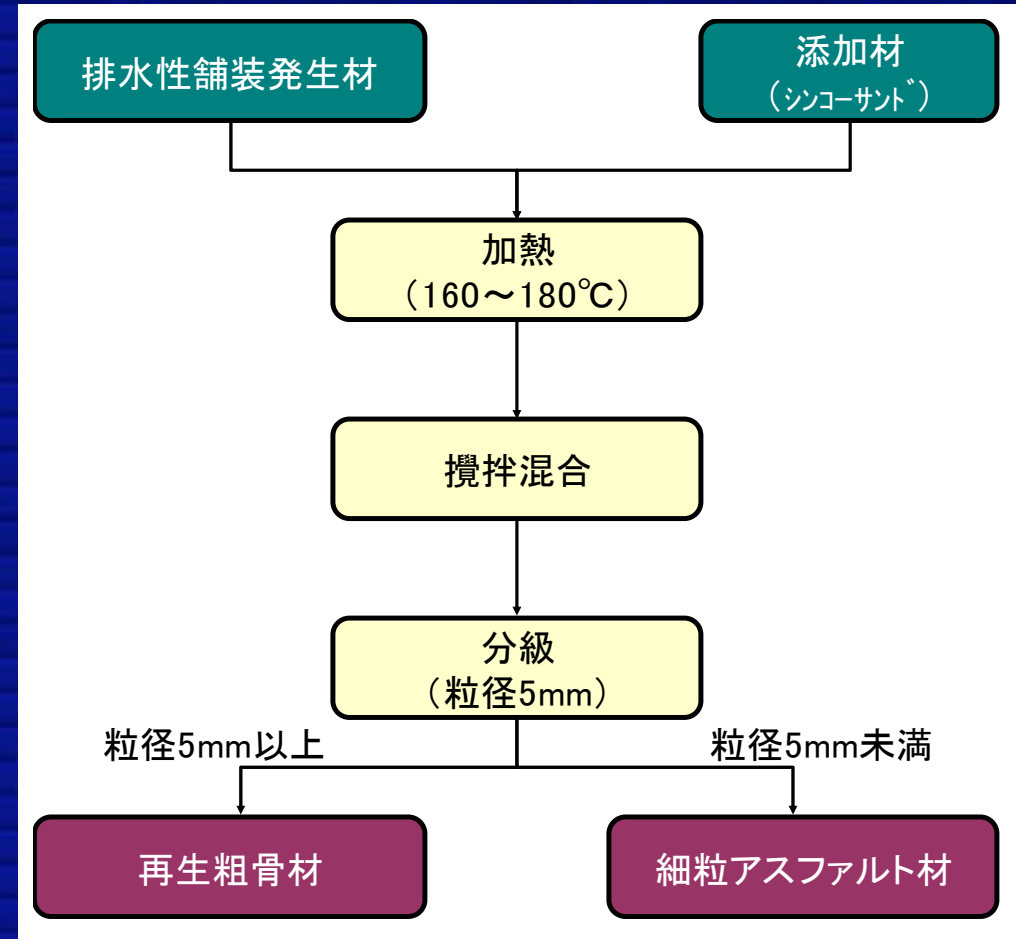 排水性舗装発生材
添加材
（ｼﾝｺｰｻﾝﾄﾞ）
加熱
（160～180℃）
攪拌混合
分級
（粒径5mm）
粒径5mm以上
粒径5mm未満
再生粗骨材
細粒アスファルト材